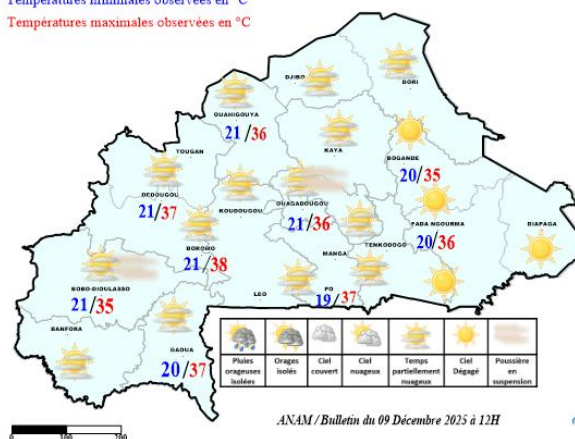 Températures minimales observées en °C
Températures maximales observées en °C
DJIBO
DORI
OUAHIGOUYA
21/36
TOUGAN
KAYA
BOGANDE
20/35
DEDOUGOU
21/37
KOUDOUGOU
OUAGADOUGOU
21/36
FADA NGOURMA
20/36
DIAPAGA
BOROMO
21/38
TENKODOGO
MANGA
BOBO-DIOULASSO
21/35
LEO
PO
19/37
BANFORA
GAOUA
20/37
Pluies orageuses isolées
Orages isolés
Ciel couvert
Ciel nuageux
Temps partiellement nuageux
Ciel Dégagé
Poussière en suspension
0 100 200
ANAM / Bulletin du 09 Décembre 2025 à 12H